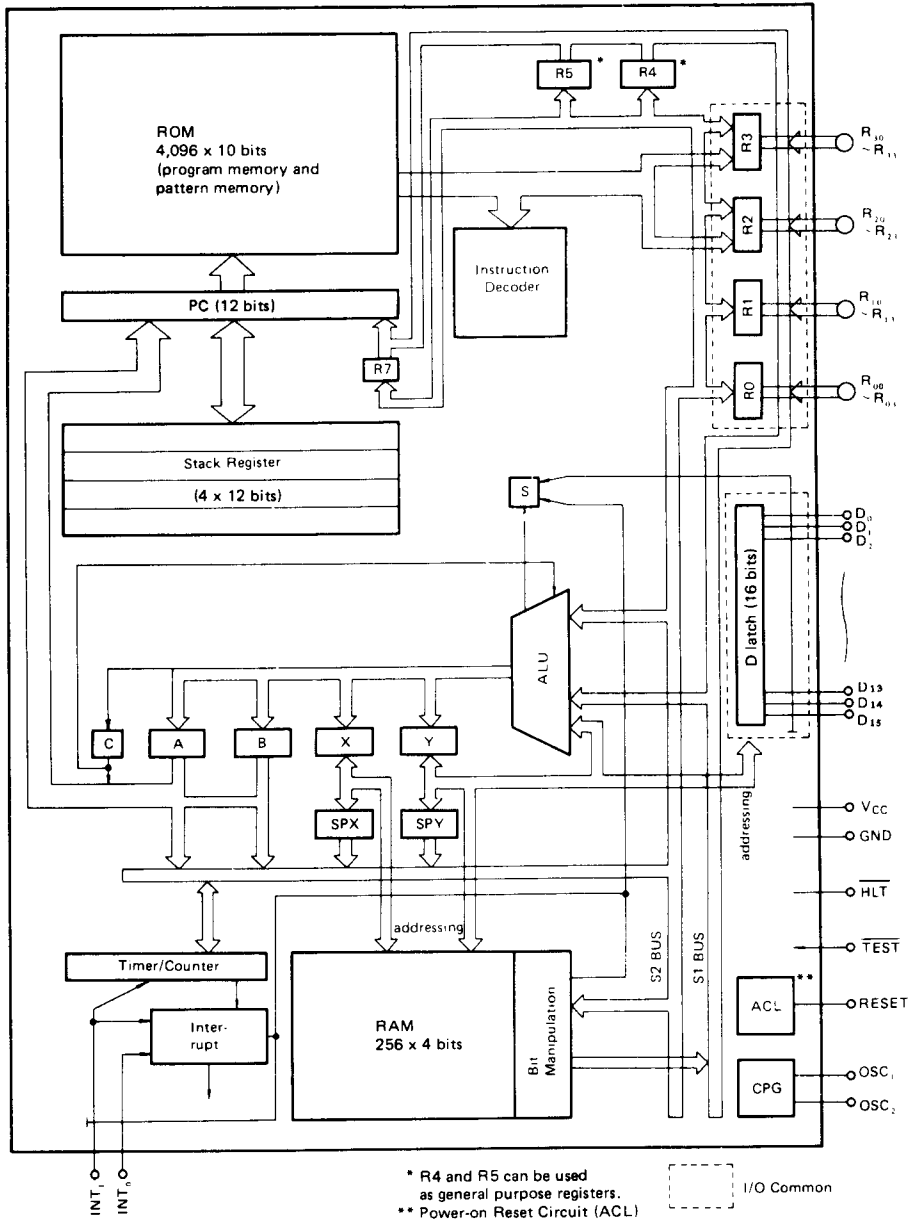 R5 *
R4 *
ROM
4,096 x 10 bits
(program memory and
pattern memory)
R3
R₃₀
~R₃₃
R2
R₂₀
~R₂₃
Instruction
Decoder
PC (12 bits)
R1
R₁₀
~R₁₃
R7
R0
R₀₀
~R₀₃
Stack Register
(4 x 12 bits)
S
D latch (16 bits)
D₀
D₁
D₂
ALU
D₁₃
D₁₄
D₁₅
C
A
B
X
Y
SPX
SPY
addressing
VCC
GND
HLT
addressing
TEST
Timer/Counter
S2 BUS
S1 BUS
**
ACL
RESET
Inter-
rupt
RAM
256 x 4 bits
Bit
Manipulation
CPG
OSC₁
OSC₂
INT₁
INT₀
* R4 and R5 can be used
as general purpose registers.
** Power-on Reset Circuit (ACL)
I/O Common